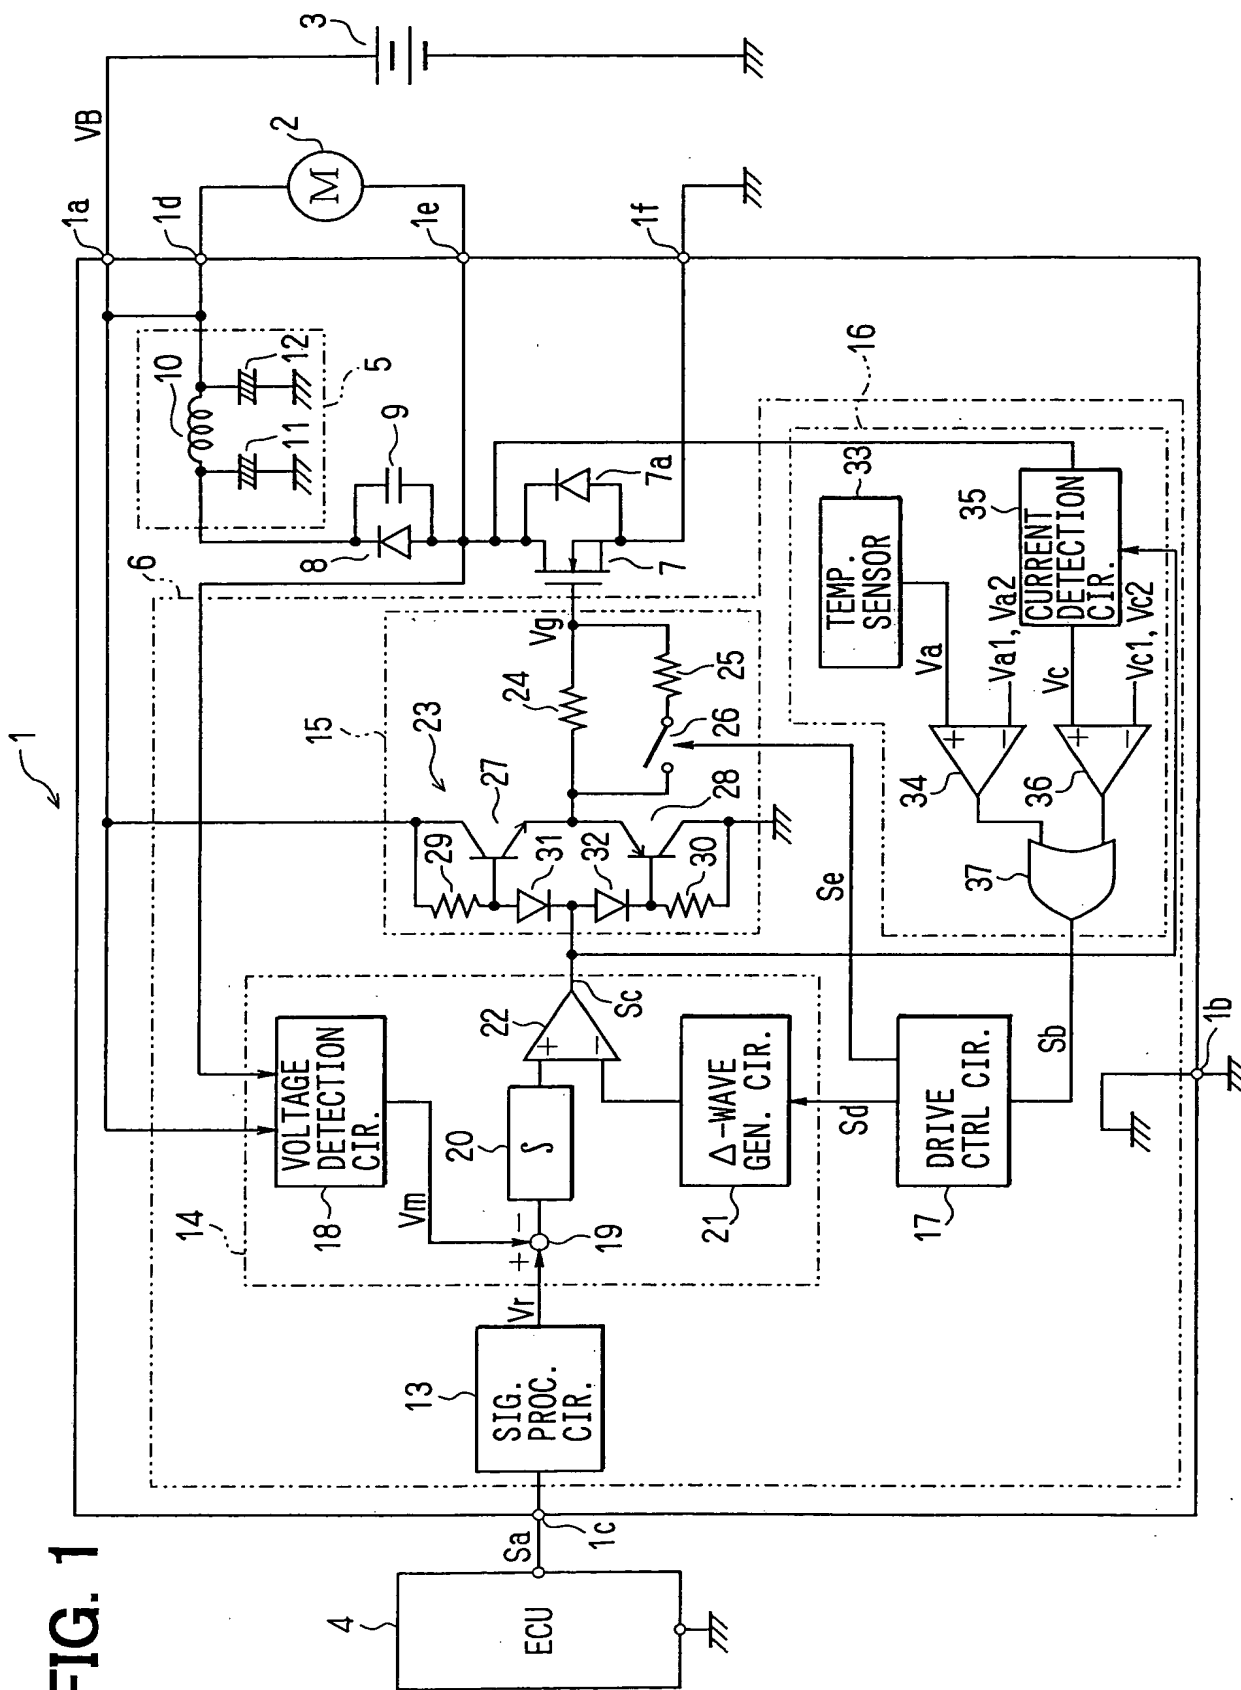 FIG. 1
1
4
ECU
Sa
1c
6
13
SIG.
PROC.
CIR.
Vr
14
18
VOLTAGE
DETECTION
CIR.
Vm
+
−
19
20
∫
22
+
−
Sc
21
Δ-WAVE
GEN. CIR.
Sd
17
DRIVE
CTRL CIR.
Se
Sb
1b
15
23
29
27
31
32
28
30
24
25
26
Vg
7
7a
8
9
5
10
11
12
1a
1d
1e
1f
VB
2
M
3
16
33
TEMP.
SENSOR
Va
Va1, Va2
+
−
34
35
CURRENT
DETECTION
CIR.
Vc
Vc1, Vc2
+
−
36
37